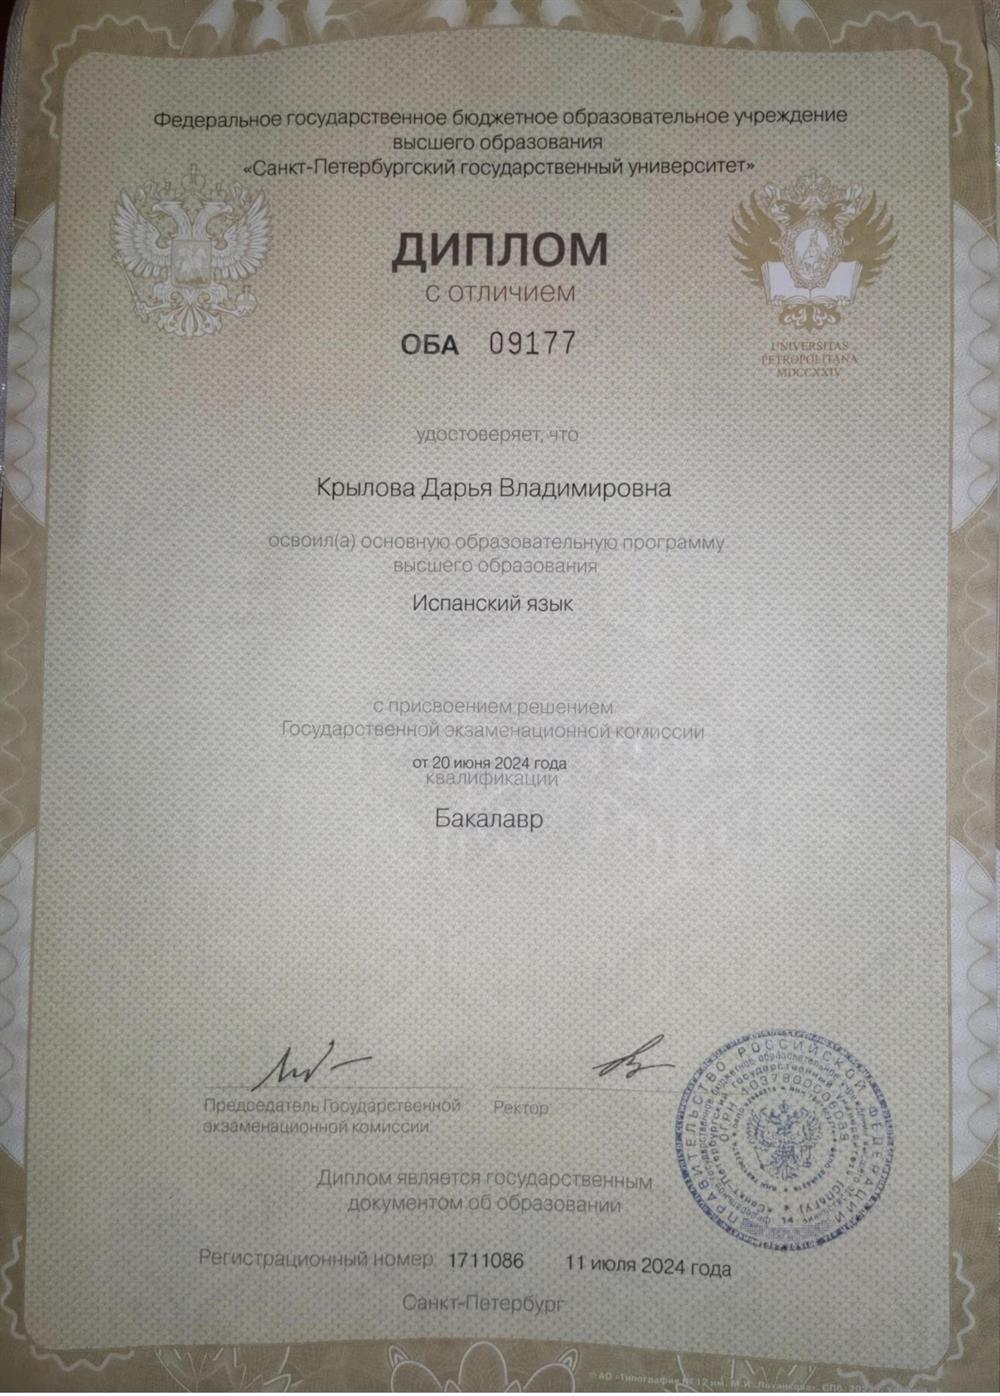 Федеральное государственное бюджетное образовательное учреждение
высшего образования
«Санкт-Петербургский государственный университет»
ДИПЛОМ
С ОТЛИЧИЕМ
ОБА 09177
UNIVERSITAS
PETROPOLITANA
MDCCXXIV
удостоверяет, что
Крылова Дарья Владимировна
освоил(а) основную образовательную программу
высшего образования
Испанский язык
с присвоением решением
Государственной экзаменационной комиссии
от 20 июня 2024 года
квалификации
Бакалавр
Председатель Государственной
экзаменационной комиссии
Ректор
ПРАВИТЕЛЬСТВО РОССИЙСКОЙ ФЕДЕРАЦИИ
Диплом является государственным
документом об образовании
Регистрационный номер 1711086 11 июля 2024 года
Санкт-Петербург